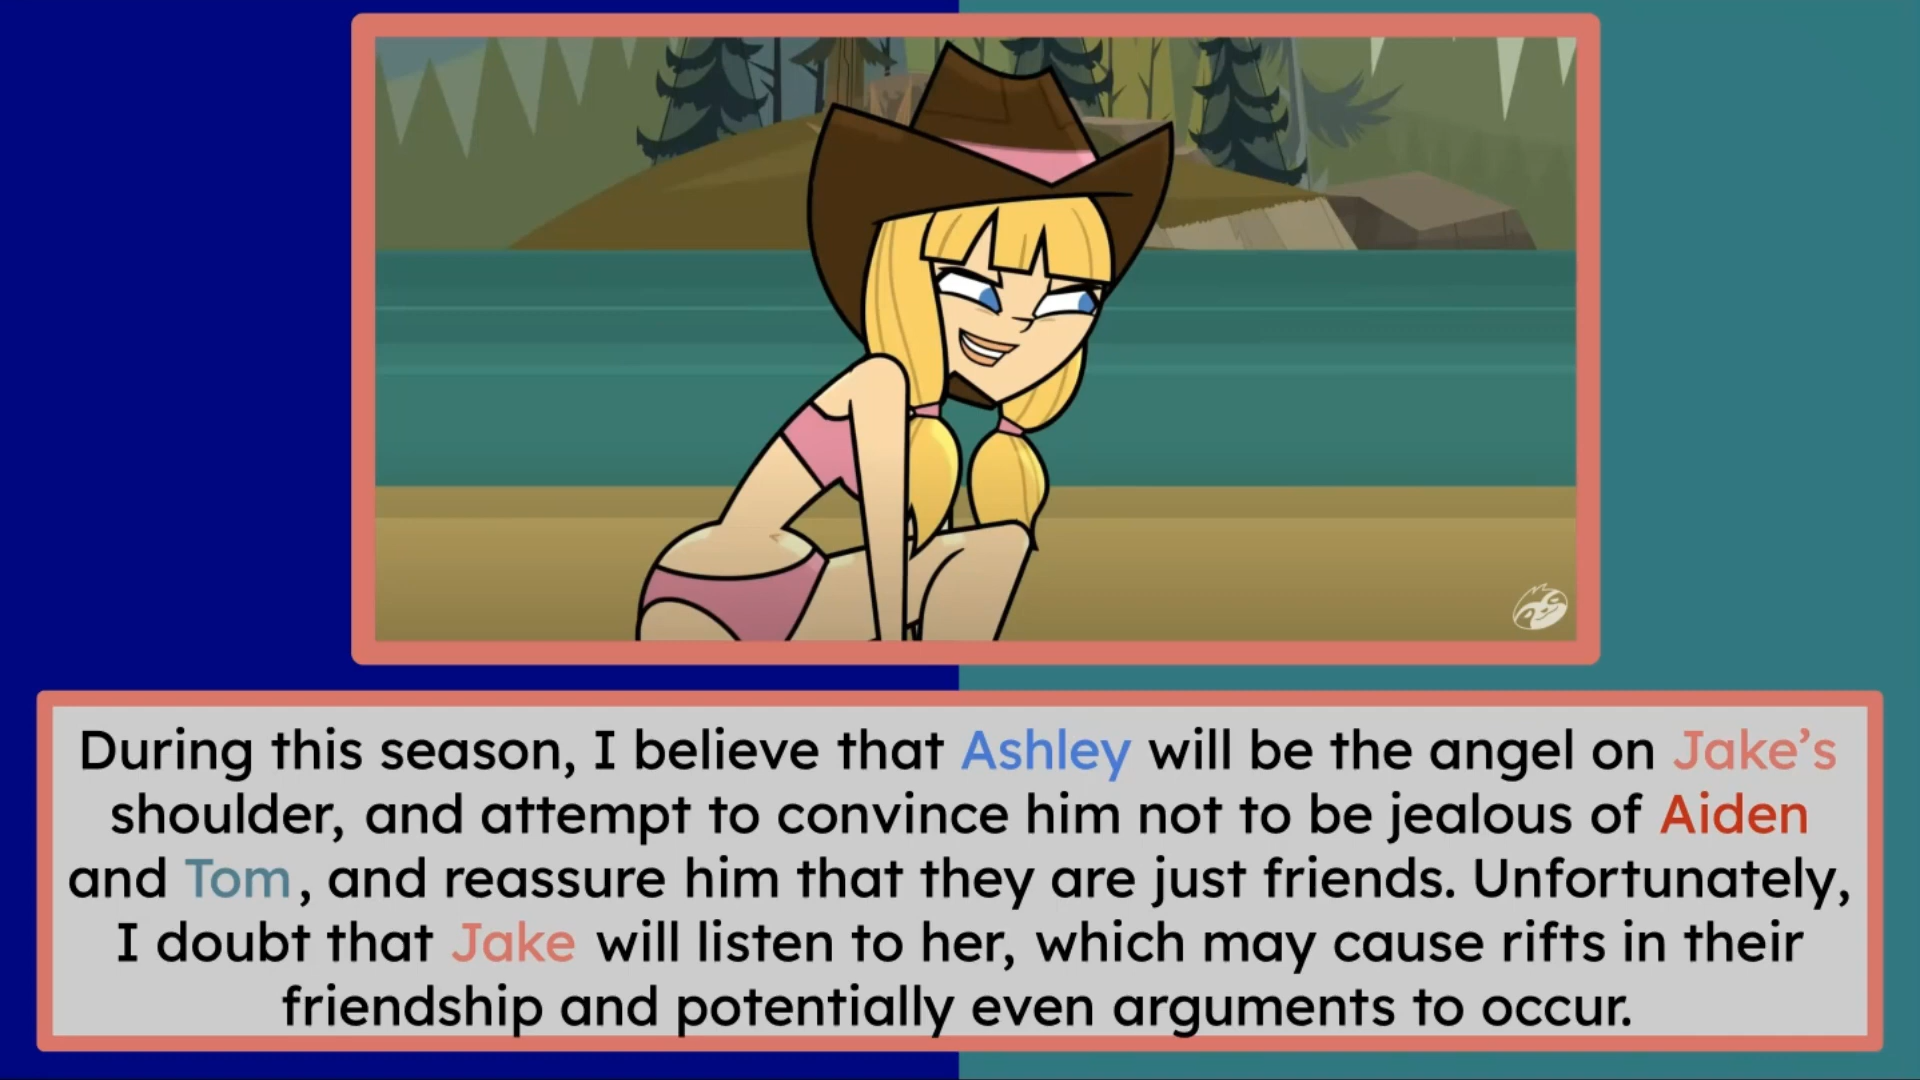 During this season, I believe that Ashley will be the angel on Jake’s
shoulder, and attempt to convince him not to be jealous of Aiden
and Tom, and reassure him that they are just friends. Unfortunately,
I doubt that Jake will listen to her, which may cause rifts in their
friendship and potentially even arguments to occur.